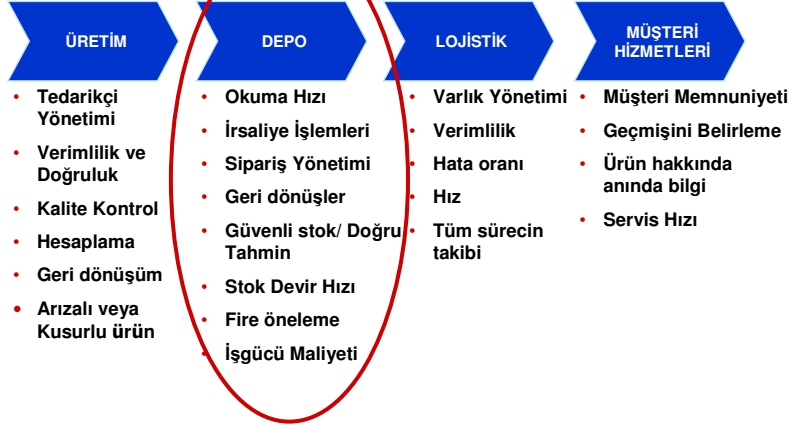 ÜRETİM
• Tedarikçi
Yönetimi
• Verimlilik ve
Doğruluk
• Kalite Kontrol
• Hesaplama
• Geri dönüşüm
• Arızalı veya
Kusurlu ürün
DEPO
• Okuma Hızı
• İrsaliye İşlemleri
• Sipariş Yönetimi
• Geri dönüşler
• Güvenli stok/ Doğru
Tahmin
• Stok Devir Hızı
• Fire öneleme
• İşgücü Maliyeti
LOJİSTİK
• Varlık Yönetimi
• Verimlilik
• Hata oranı
• Hız
• Tüm sürecin
takibi
MÜŞTERİ
HİZMETLERİ
• Müşteri Memnuniyeti
• Geçmişini Belirleme
• Ürün hakkında
anında bilgi
• Servis Hızı